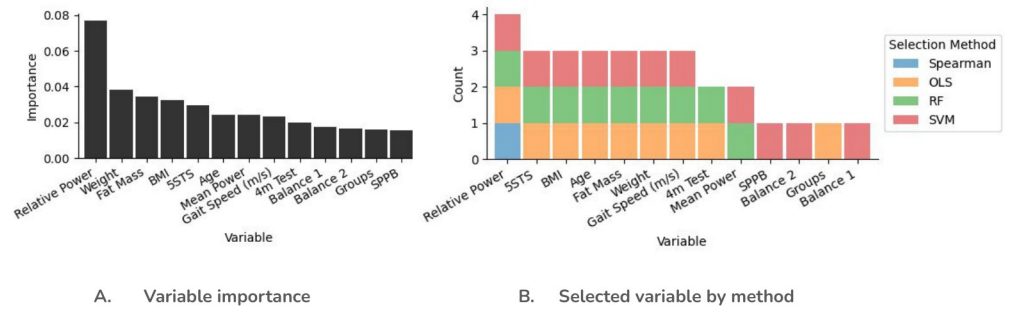 0.08
0.06
0.04
0.02
0.00
Importance
Relative Power
Weight
Fat Mass
BMI
5STS
Age
Mean Power
Gait Speed (m/s)
4m Test
Balance 1
Balance 2
Groups
SPPB
Variable
A. Variable importance
4
3
2
1
0
Count
Relative Power
5STS
BMI
Age
Fat Mass
Weight
Gait Speed (m/s)
4m Test
Mean Power
SPPB
Balance 2
Groups
Balance 1
Variable
Selection Method
Spearman
OLS
RF
SVM
B. Selected variable by method